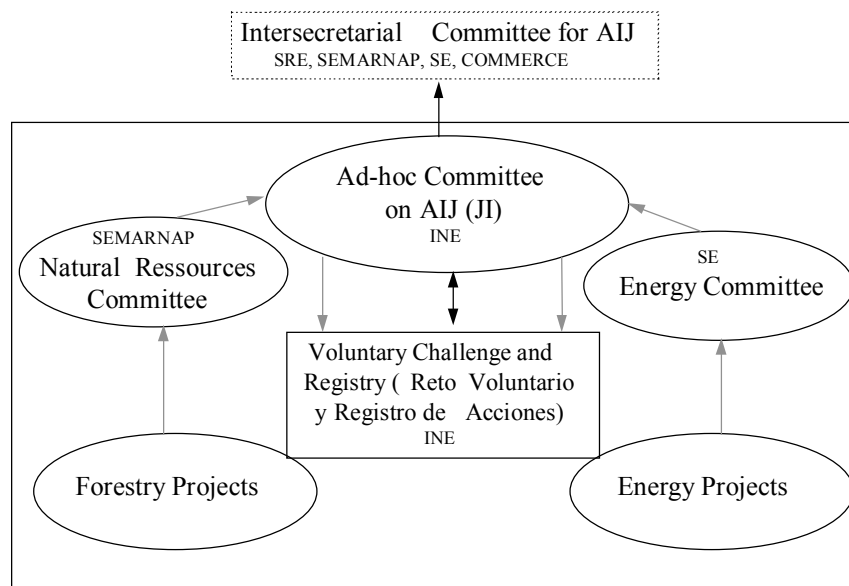 Intersecretarial Committee for AIJ
SRE, SEMARNAP, SE, COMMERCE
Ad-hoc Committee
on AIJ (JI)
INE
SEMARNAP
Natural Ressources
Committee
SE
Energy Committee
Voluntary Challenge and
Registry ( Reto Voluntario
y Registro de Acciones)
INE
Forestry Projects
Energy Projects